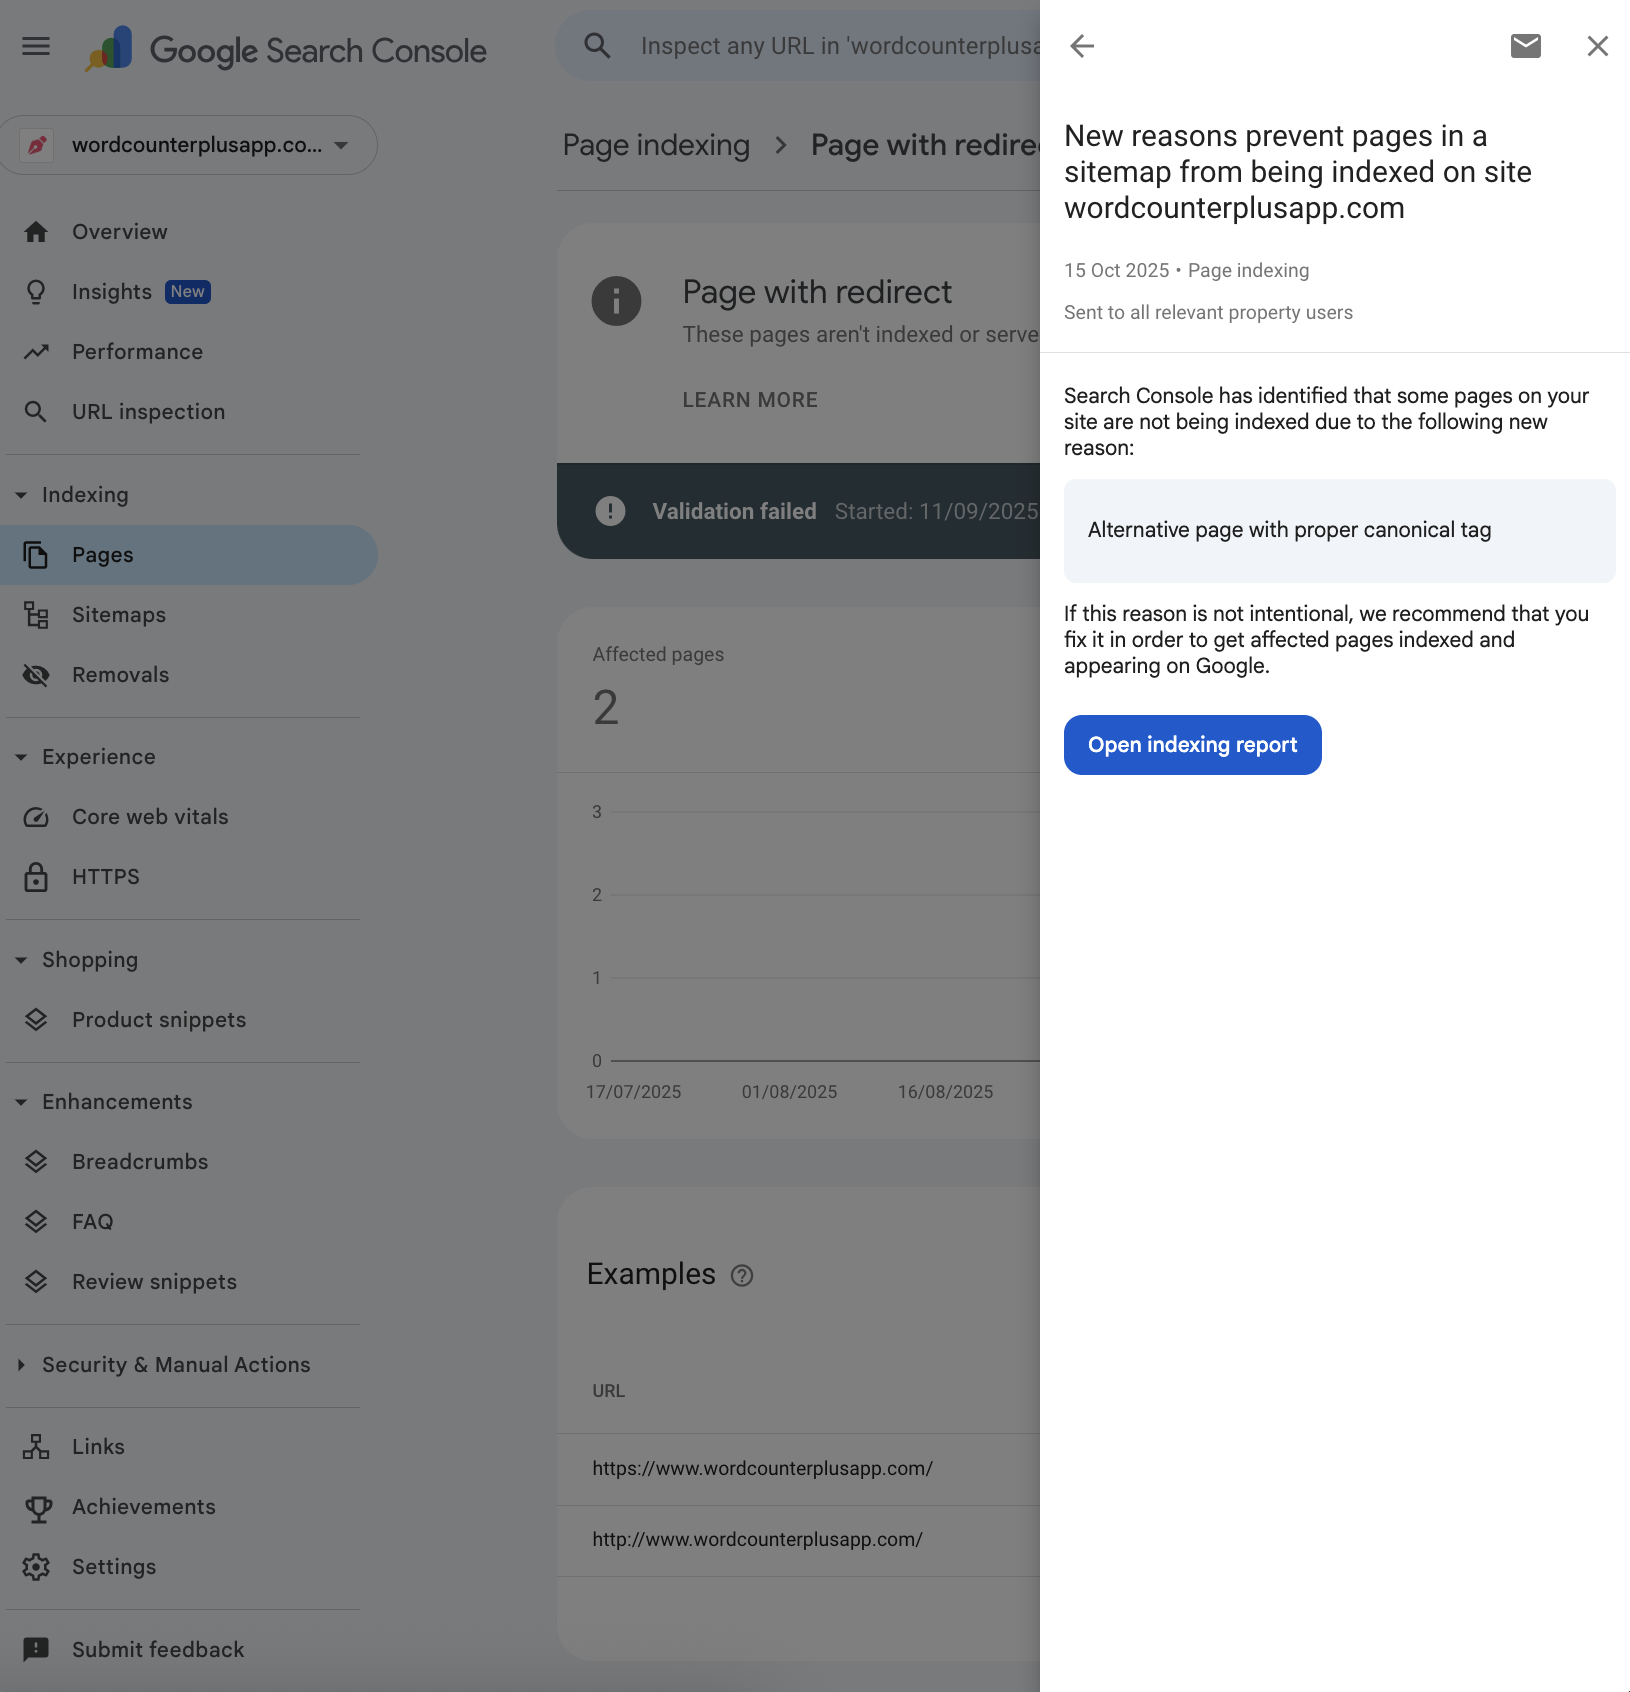 Google Search Console
Inspect any URL in 'wordcounterplusa
wordcounterplusapp.co...
Overview
Insights New
Performance
URL inspection
Indexing
Pages
Sitemaps
Removals
Experience
Core web vitals
HTTPS
Shopping
Product snippets
Enhancements
Breadcrumbs
FAQ
Review snippets
Security & Manual Actions
Links
Achievements
Settings
Submit feedback
Page indexing > Page with redire
Page with redirect
These pages aren't indexed or serve
LEARN MORE
Validation failed Started: 11/09/2025
Affected pages
2
3
2
1
0
17/07/2025 01/08/2025 16/08/2025
Examples
URL
https://www.wordcounterplusapp.com/
http://www.wordcounterplusapp.com/
New reasons prevent pages in a
sitemap from being indexed on site
wordcounterplusapp.com
15 Oct 2025 • Page indexing
Sent to all relevant property users
Search Console has identified that some pages on your
site are not being indexed due to the following new
reason:
Alternative page with proper canonical tag
If this reason is not intentional, we recommend that you
fix it in order to get affected pages indexed and
appearing on Google.
Open indexing report